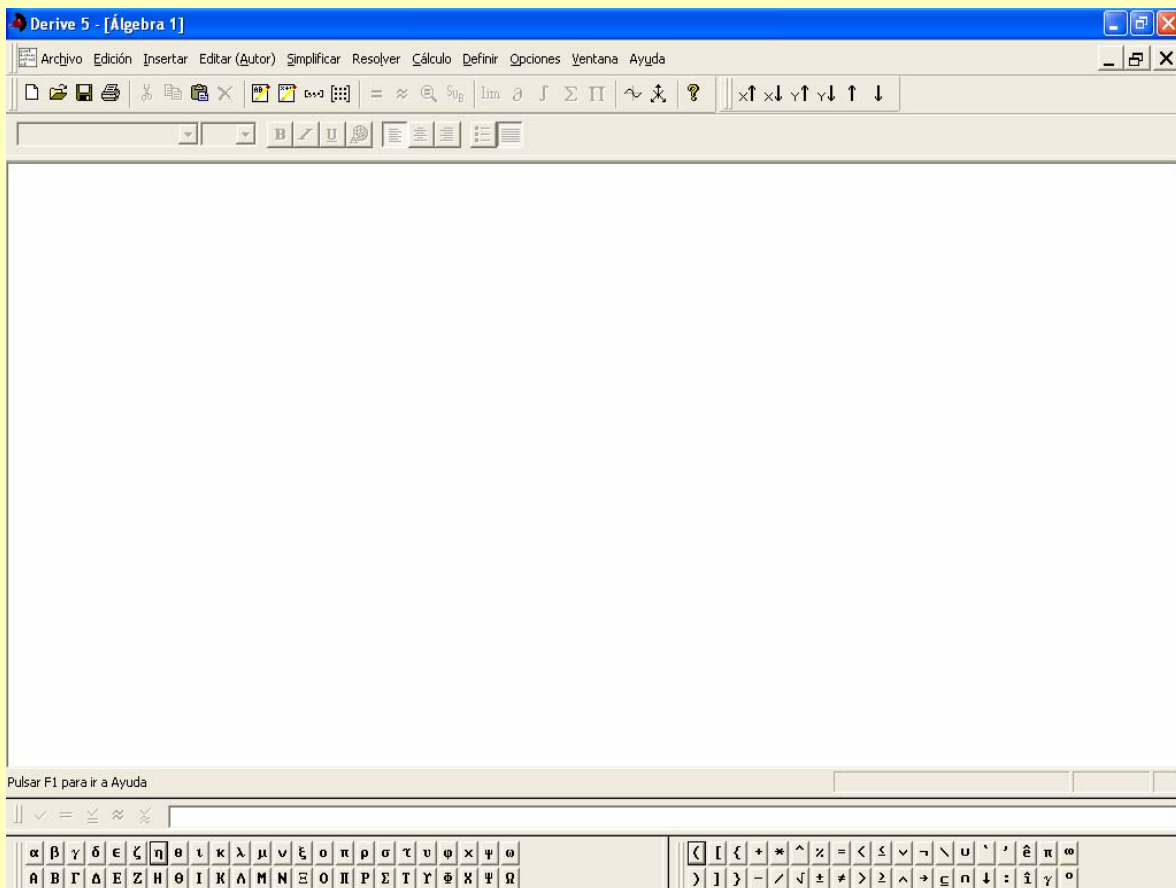 Derive 5 - [Álgebra 1]
Archivo Edición Insertar Editar (Autor) Simplificar Resolver Cálculo Definir Opciones Ventana Ayuda
= ≈ SUB lim ∂ ∫ Σ Π ? x↑ x↓ y↑ y↓ ↑ ↓
B I U
Pulsar F1 para ir a Ayuda
✓ = ≈
α β γ δ ε ζ η θ ι κ λ μ ν ξ ο π ρ σ τ υ φ χ ψ ω ( [ { + * ^ % = < ≤ ∨ ¬ \ ∪ ` ' ê π ∞
Α Β Γ Δ Ε Ζ Η Θ Ι Κ Λ Μ Ν Ξ Ο Π Ρ Σ Τ Υ Φ Χ Ψ Ω ) ] } - / √ ± ≠ > ≥ ∧ → ⊆ ∩ ↓ : î γ º